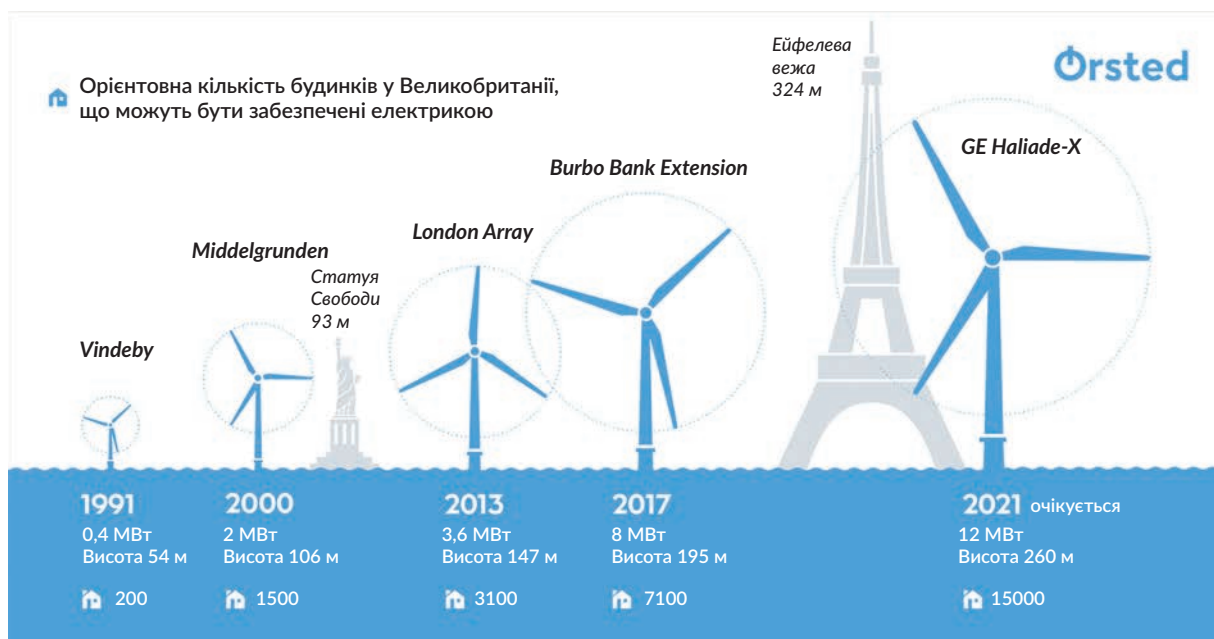 Орієнтовна кількість будинків у Великобританії,
що можуть бути забезпечені електрикою
Ørsted
Ейфелева
вежа
324 м
GE Haliade-X
Burbo Bank Extension
London Array
Middelgrunden
Статуя
Свободи
93 м
Vindeby
1991
0,4 МВт
Висота 54 м
200
2000
2 МВт
Висота 106 м
1500
2013
3,6 МВт
Висота 147 м
3100
2017
8 МВт
Висота 195 м
7100
2021 очікується
12 МВт
Висота 260 м
15000